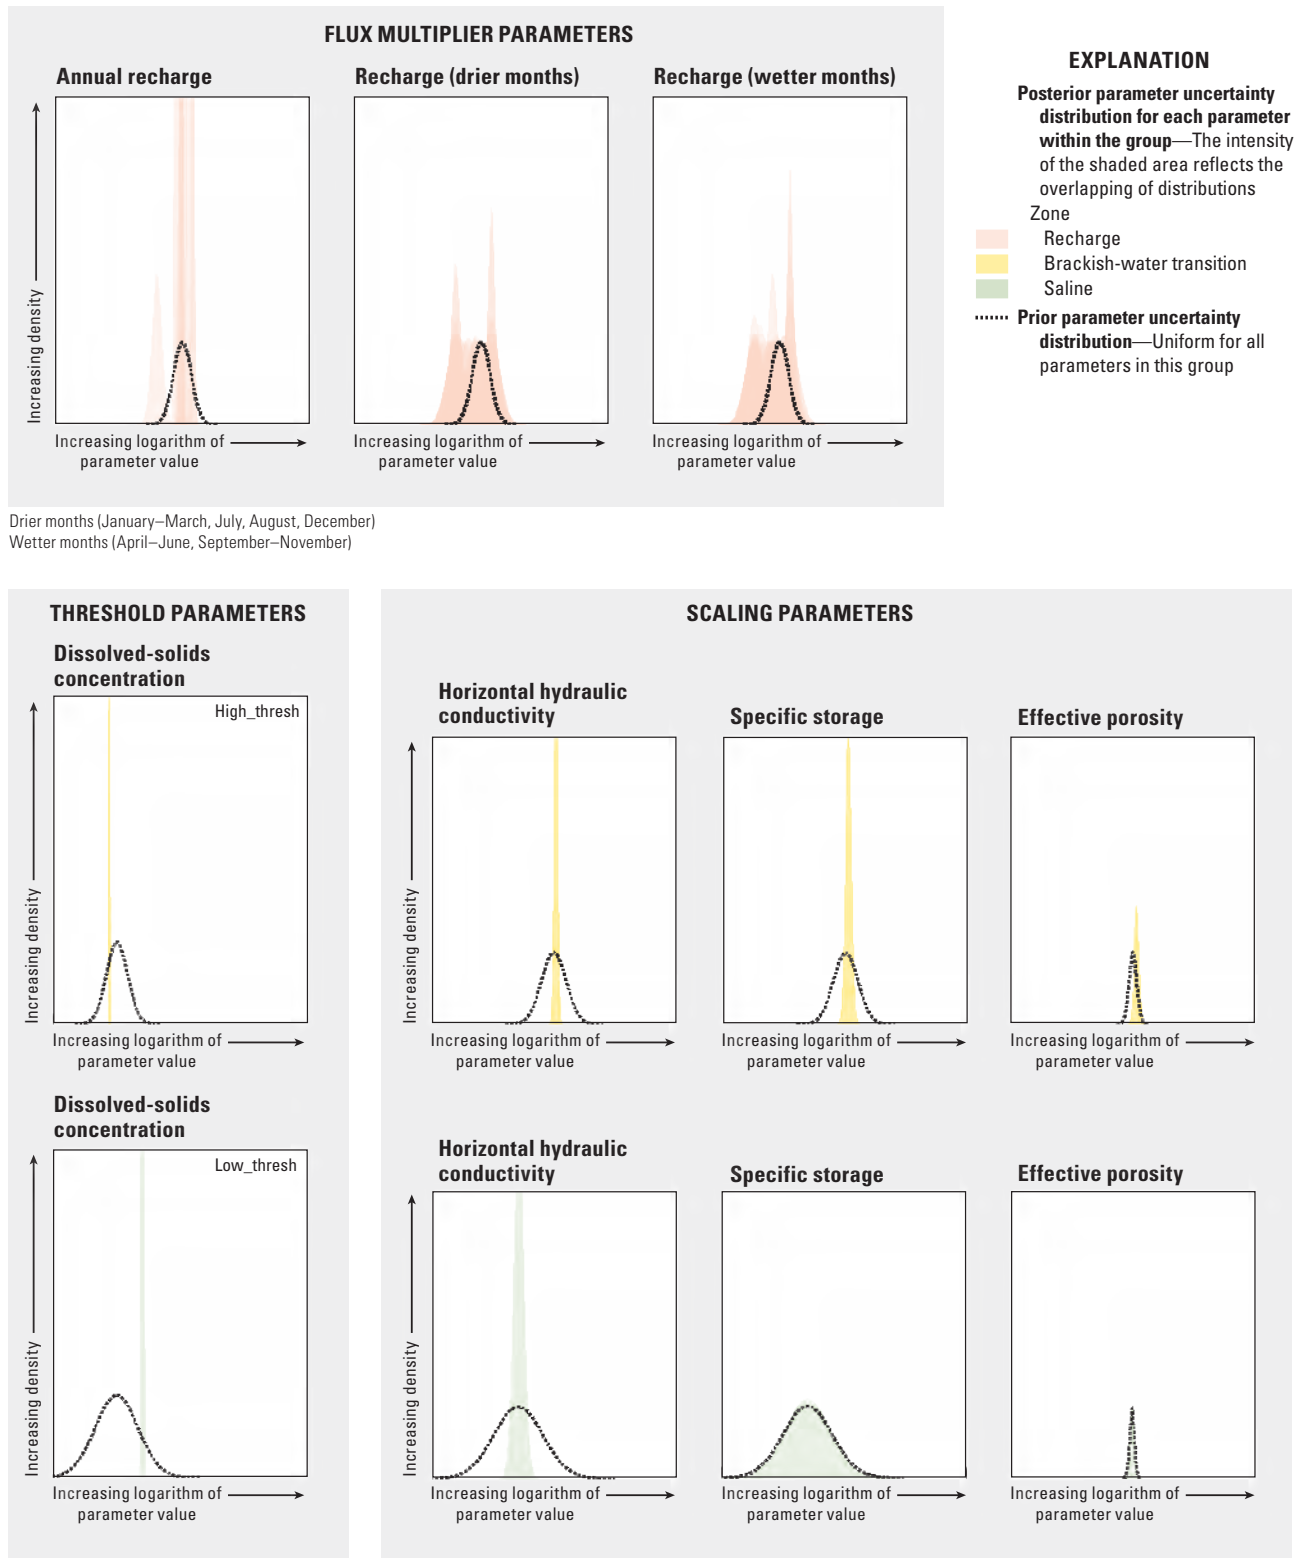 FLUX MULTIPLIER PARAMETERS
Annual recharge
Recharge (drier months)
Recharge (wetter months)
Increasing density
Increasing logarithm of
parameter value
Increasing logarithm of
parameter value
Increasing logarithm of
parameter value
EXPLANATION
Posterior parameter uncertainty
distribution for each parameter
within the group—The intensity
of the shaded area reflects the
overlapping of distributions
Zone
Recharge
Brackish-water transition
Saline
Prior parameter uncertainty
distribution—Uniform for all
parameters in this group
Drier months (January–March, July, August, December)
Wetter months (April–June, September–November)
THRESHOLD PARAMETERS
Dissolved-solids
concentration
High_thresh
Increasing density
Increasing logarithm of
parameter value
Dissolved-solids
concentration
Low_thresh
Increasing density
Increasing logarithm of
parameter value
SCALING PARAMETERS
Horizontal hydraulic
conductivity
Specific storage
Effective porosity
Increasing density
Increasing logarithm of
parameter value
Increasing logarithm of
parameter value
Increasing logarithm of
parameter value
Horizontal hydraulic
conductivity
Specific storage
Effective porosity
Increasing density
Increasing logarithm of
parameter value
Increasing logarithm of
parameter value
Increasing logarithm of
parameter value